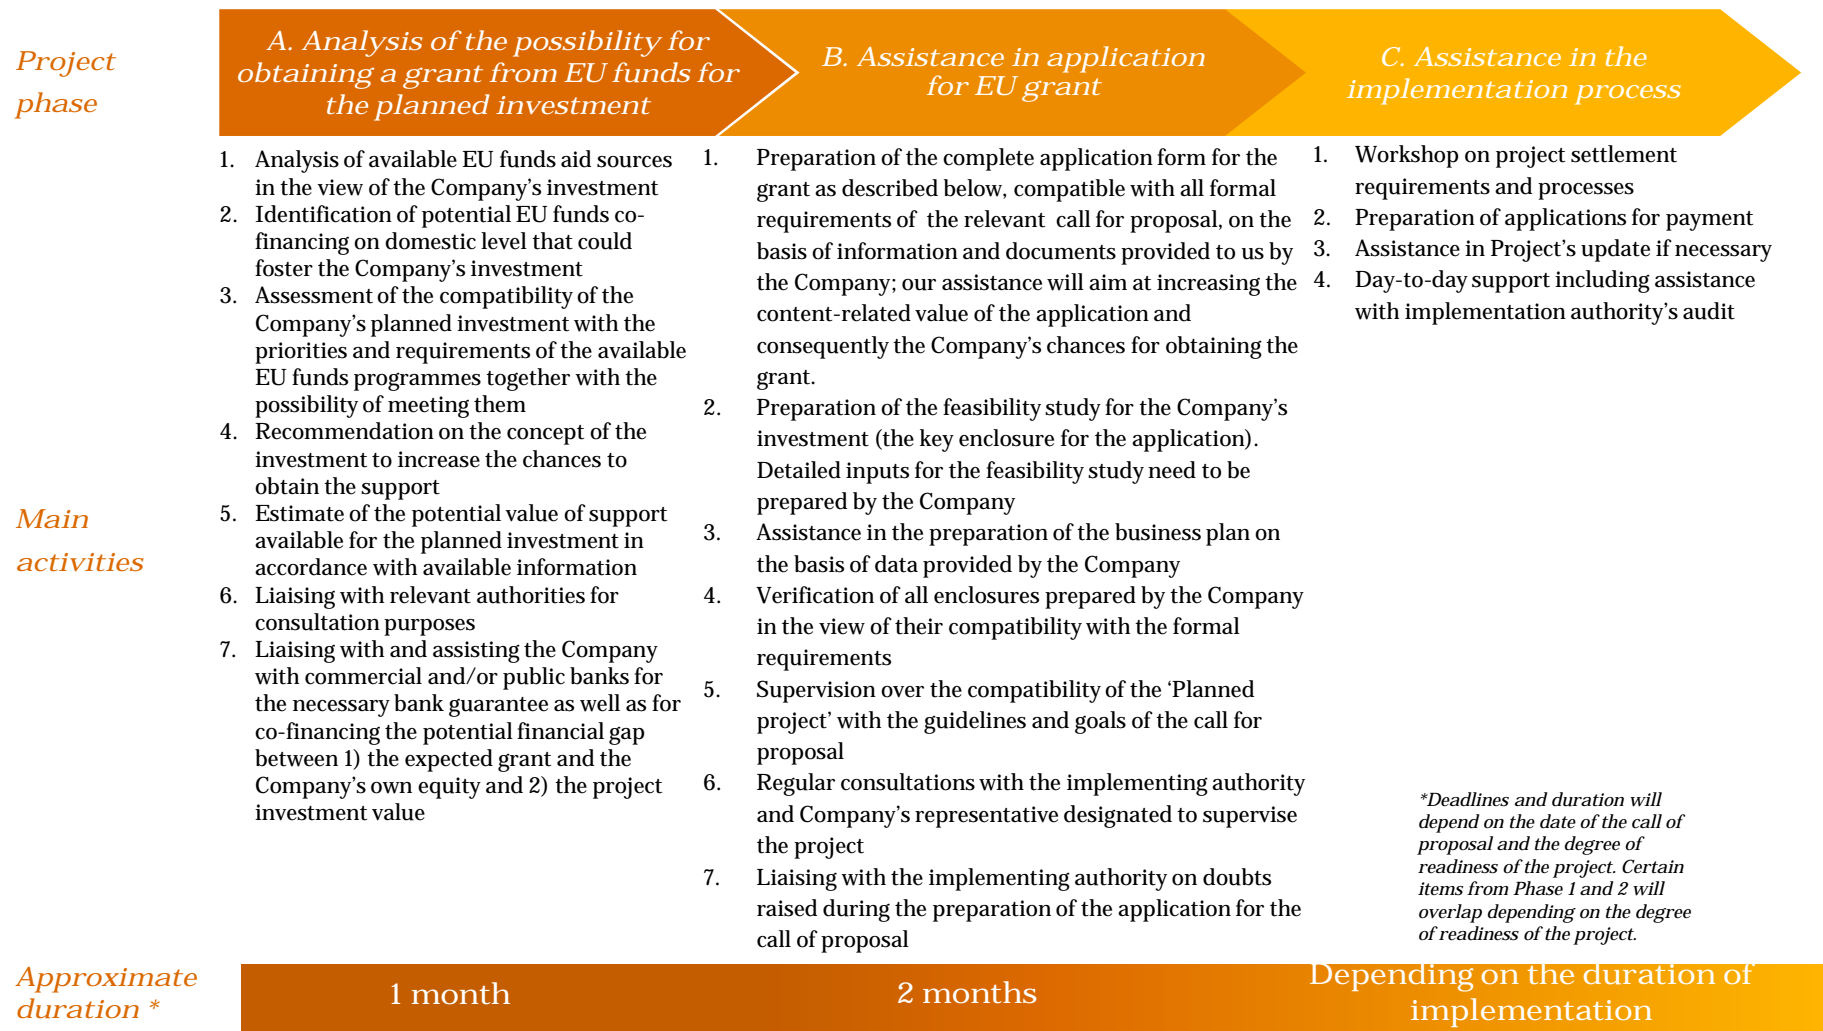 Project
phase
A. Analysis of the possibility for
obtaining a grant from EU funds for
the planned investment
B. Assistance in application
for EU grant
C. Assistance in the
implementation process
Main
activities
1. Analysis of available EU funds aid sources
in the view of the Company’s investment
2. Identification of potential EU funds co-
financing on domestic level that could
foster the Company’s investment
3. Assessment of the compatibility of the
Company’s planned investment with the
priorities and requirements of the available
EU funds programmes together with the
possibility of meeting them
4. Recommendation on the concept of the
investment to increase the chances to
obtain the support
5. Estimate of the potential value of support
available for the planned investment in
accordance with available information
6. Liaising with relevant authorities for
consultation purposes
7. Liaising with and assisting the Company
with commercial and/or public banks for
the necessary bank guarantee as well as for
co-financing the potential financial gap
between 1) the expected grant and the
Company’s own equity and 2) the project
investment value
1. Preparation of the complete application form for the
grant as described below, compatible with all formal
requirements of the relevant call for proposal, on the
basis of information and documents provided to us by
the Company; our assistance will aim at increasing the
content-related value of the application and
consequently the Company’s chances for obtaining the
grant.
2. Preparation of the feasibility study for the Company’s
investment (the key enclosure for the application).
Detailed inputs for the feasibility study need to be
prepared by the Company
3. Assistance in the preparation of the business plan on
the basis of data provided by the Company
4. Verification of all enclosures prepared by the Company
in the view of their compatibility with the formal
requirements
5. Supervision over the compatibility of the ‘Planned
project’ with the guidelines and goals of the call for
proposal
6. Regular consultations with the implementing authority
and Company’s representative designated to supervise
the project
7. Liaising with the implementing authority on doubts
raised during the preparation of the application for the
call of proposal
1. Workshop on project settlement
requirements and processes
2. Preparation of applications for payment
3. Assistance in Project’s update if necessary
4. Day-to-day support including assistance
with implementation authority’s audit
*Deadlines and duration will
depend on the date of the call of
proposal and the degree of
readiness of the project. Certain
items from Phase 1 and 2 will
overlap depending on the degree
of readiness of the project.
Approximate
duration *
1 month
2 months
Depending on the duration of
implementation